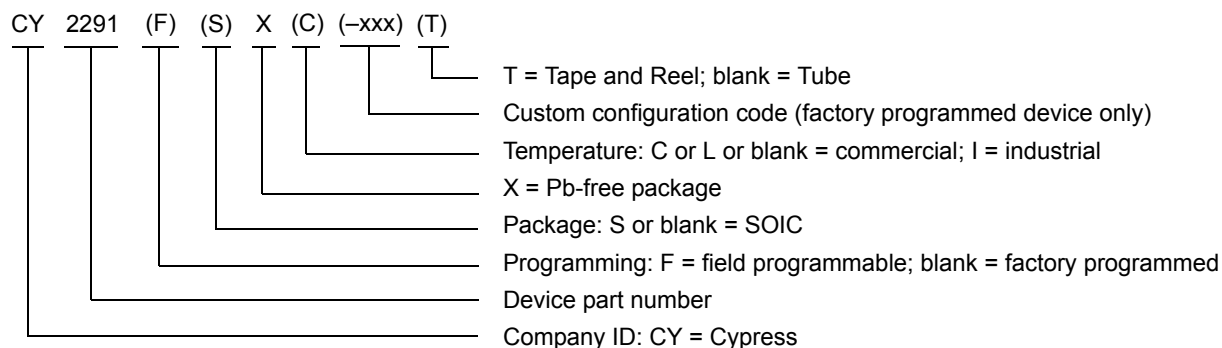 CY 2291 (F) (S) X (C) (–xxx) (T)
T = Tape and Reel; blank = Tube
Custom configuration code (factory programmed device only)
Temperature: C or L or blank = commercial; I = industrial
X = Pb-free package
Package: S or blank = SOIC
Programming: F = field programmable; blank = factory programmed
Device part number
Company ID: CY = Cypress